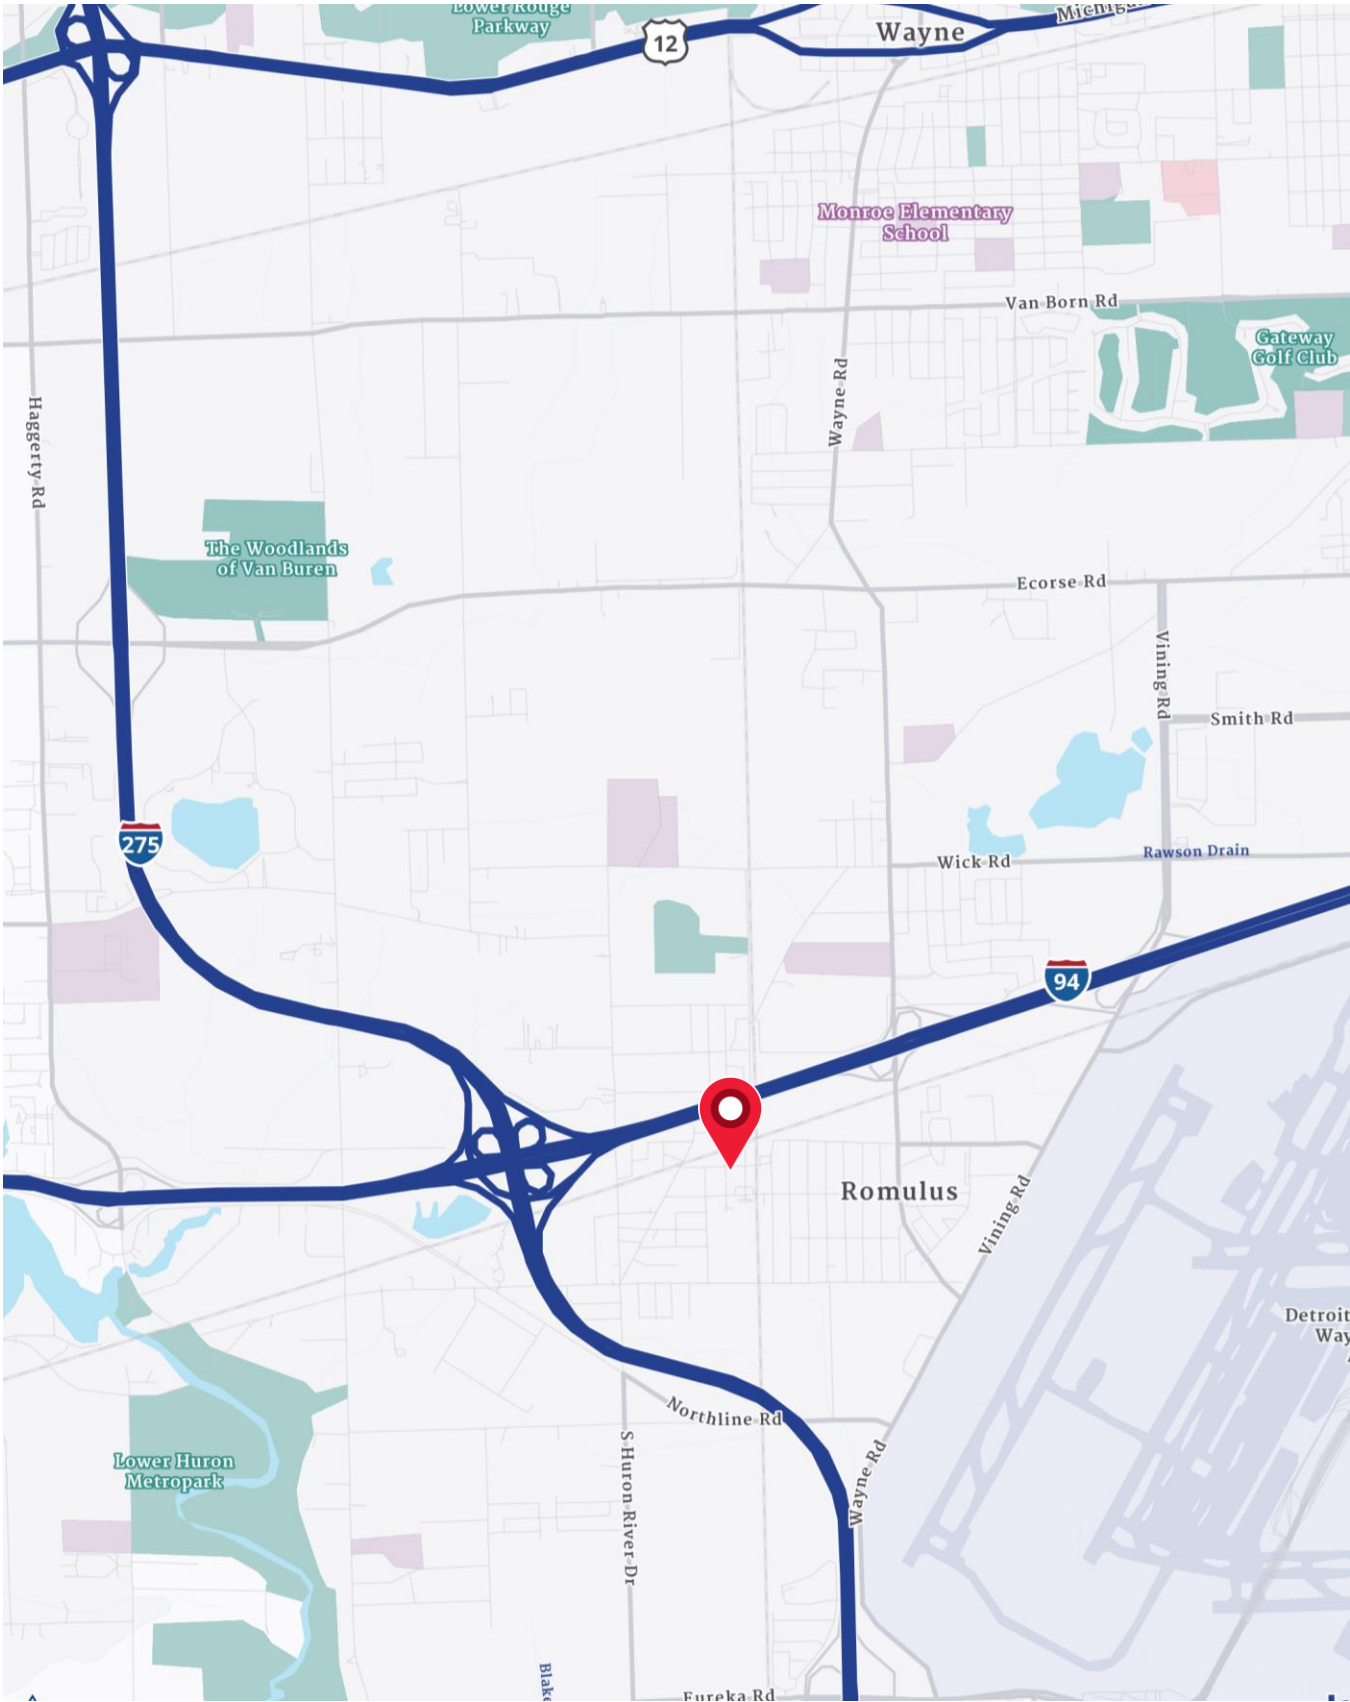 Lower Rouge
Parkway
12
Wayne
Monroe Elementary
School
Van Born Rd
Gateway
Golf Club
Wayne Rd
Haggerty Rd
The Woodlands
of Van Buren
Ecorse Rd
Vining Rd
Smith Rd
275
Wick Rd
Rawson Drain
94
Romulus
Vining Rd
Detroit
Way
Northline Rd
Lower Huron
Metropark
S Huron River Dr
Wayne Rd
Blake
Eureka Rd